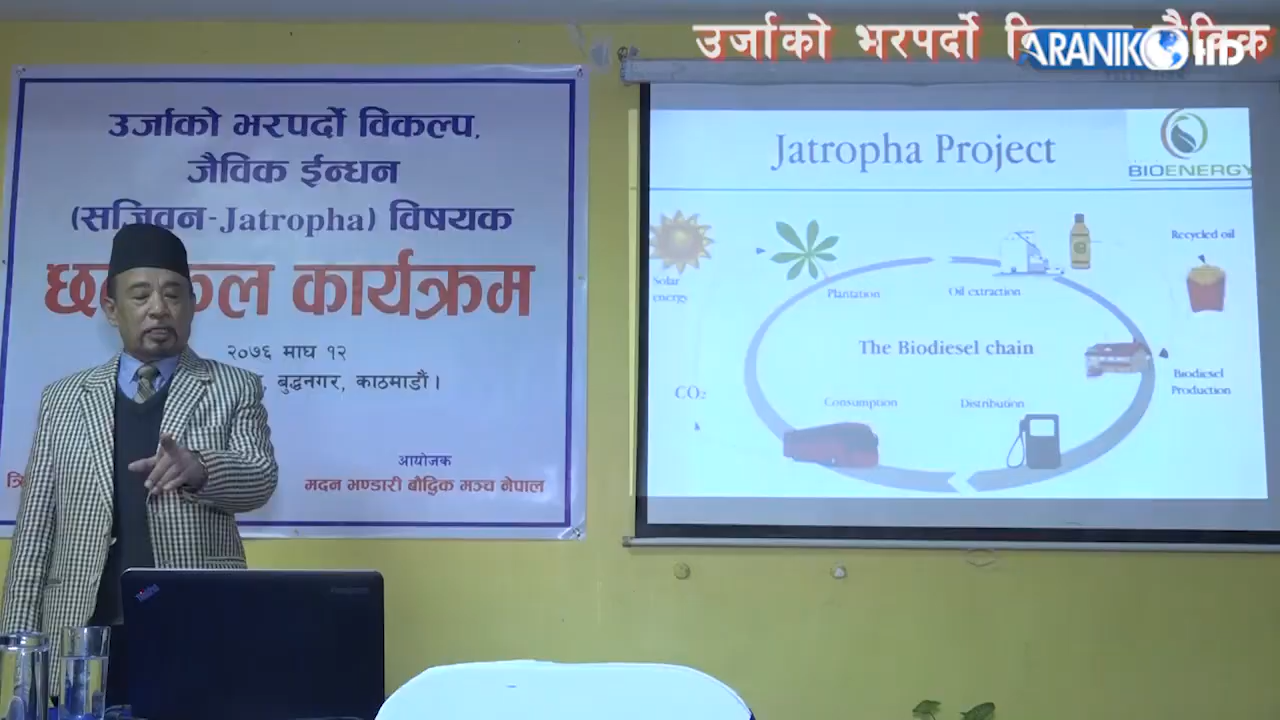 उर्जाको भरपर्दो
ARANIKO HD
उर्जाको भरपर्दो विकल्प,
जैविक ईन्धन
(सजिवन-Jatropha) विषयक
कार्यक्रम
२०७६ माघ १२
बुद्धनगर, काठमाडौं।
आयोजक
मदन भण्डारी बौद्धिक मञ्च नेपाल
Jatropha Project
BIOENERGY
Solar energy
Plantation
Oil extraction
Recycled oil
The Biodiesel chain
CO₂
Consumption
Distribution
Biodiesel
Production